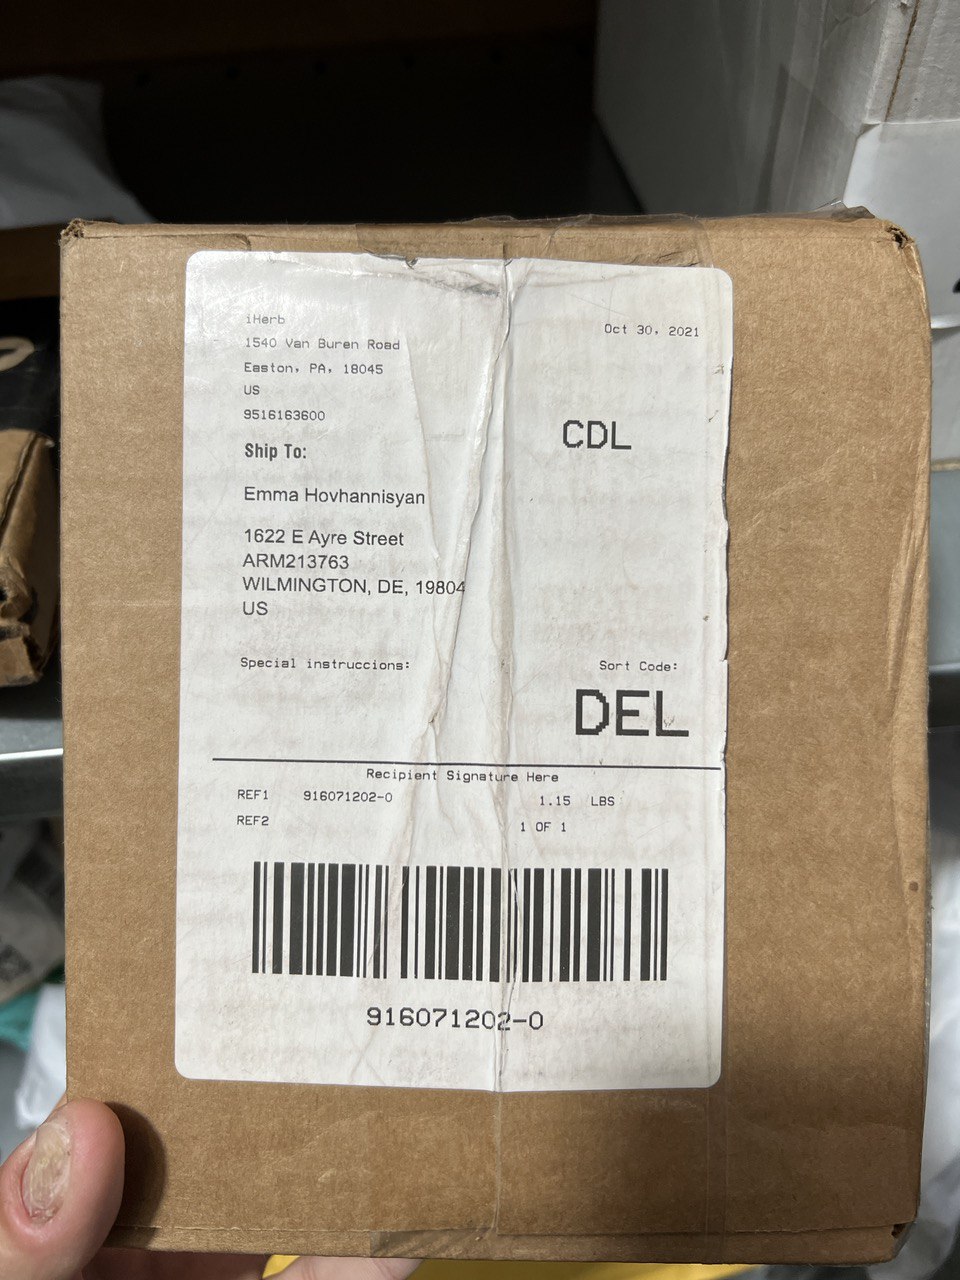 iHerb
1540 Van Buren Road
Easton, PA, 18045
US
9516163600
Oct 30, 2021
CDL
Ship To:
Emma Hovhannisyan
1622 E Ayre Street
ARM213763
WILMINGTON, DE, 19804
US
Special instruccions:
Sort Code:
DEL
Recipient Signature Here
REF1 916071202-0 1.15 LBS
REF2 1 OF 1
916071202-0